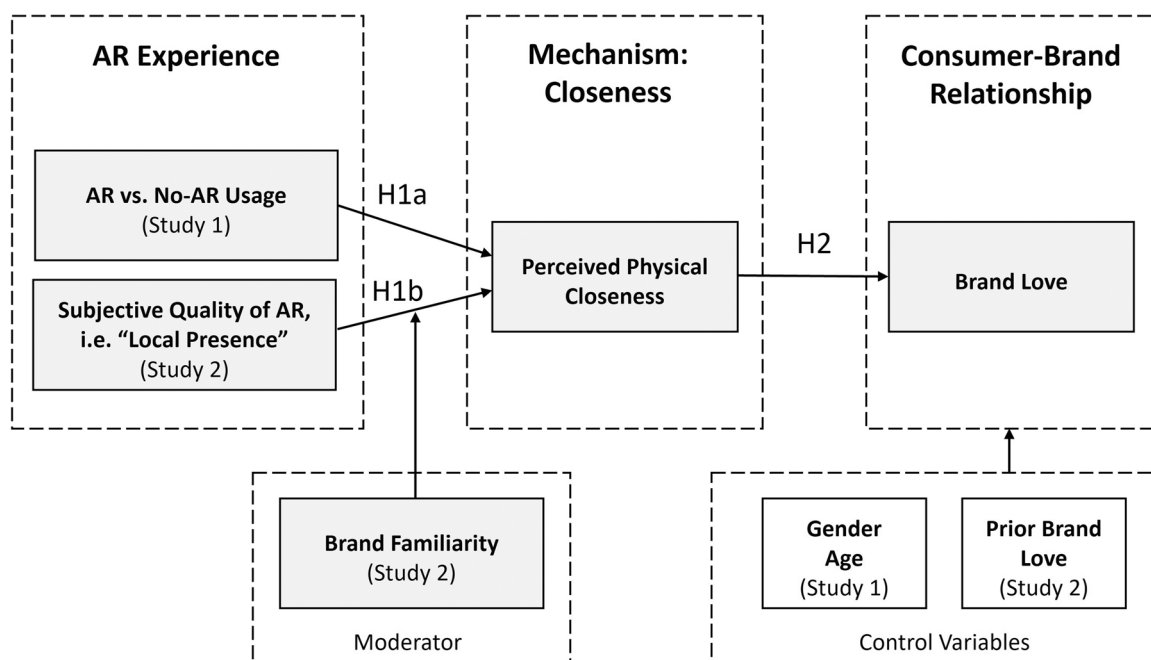 AR Experience
AR vs. No-AR Usage
(Study 1)
Subjective Quality of AR,
i.e. “Local Presence”
(Study 2)
H1a
H1b
Mechanism:
Closeness
Perceived Physical
Closeness
H2
Consumer-Brand
Relationship
Brand Love
Brand Familiarity
(Study 2)
Moderator
Gender
Age
(Study 1)
Prior Brand
Love
(Study 2)
Control Variables